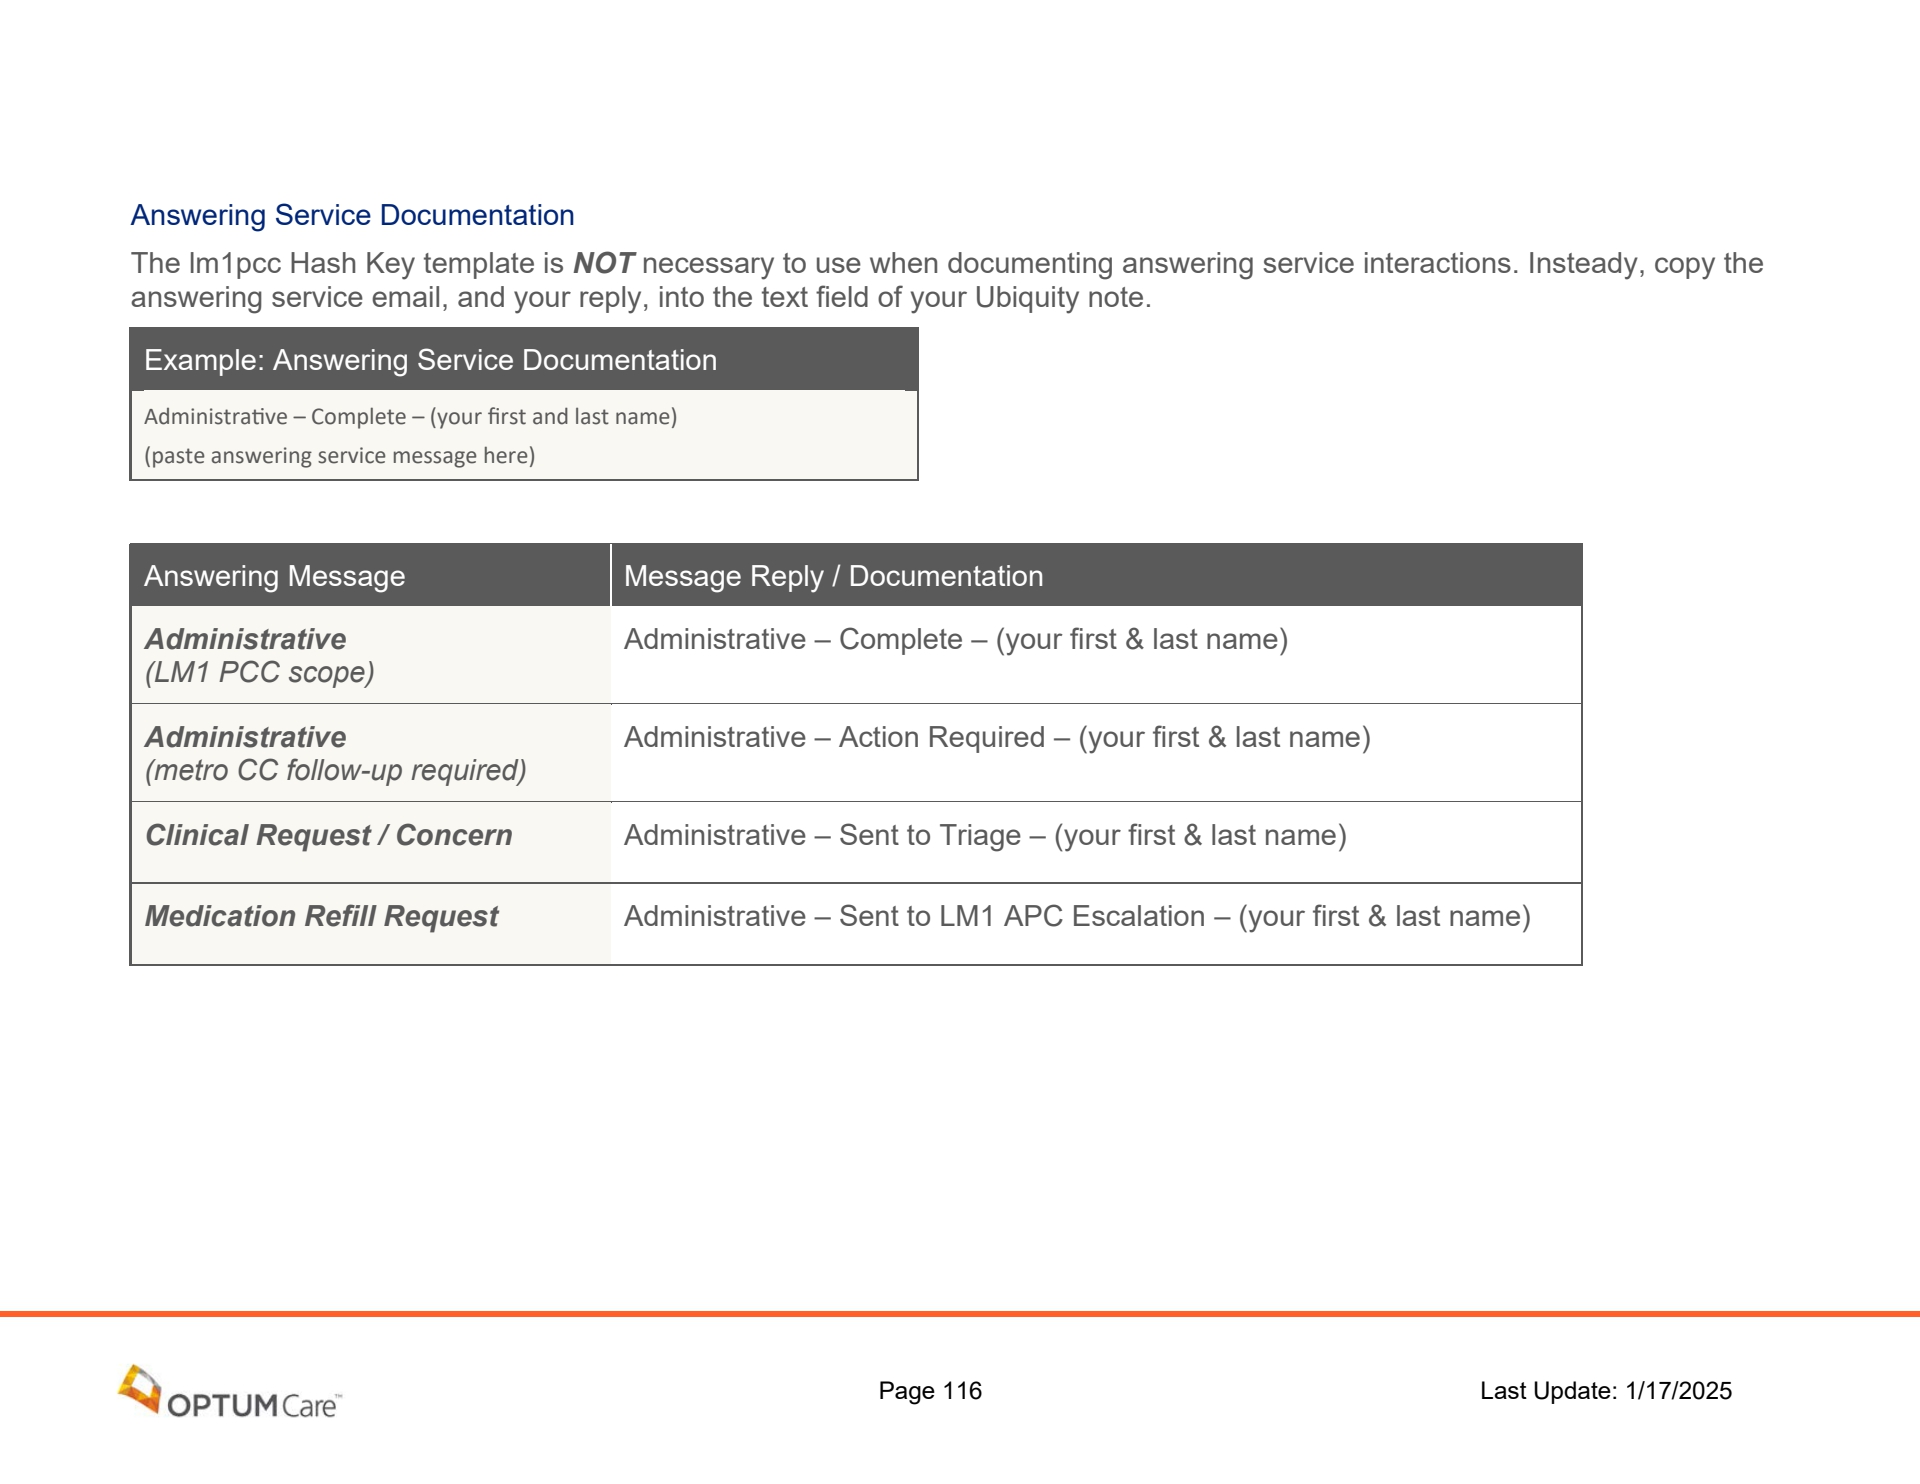 Answering Service Documentation
The lm1pcc Hash Key template is NOT necessary to use when documenting answering service interactions. Insteady, copy the
answering service email, and your reply, into the text field of your Ubiquity note.
Example: Answering Service Documentation
Administrative – Complete – (your first and last name)
(paste answering service message here)
Answering Message
Message Reply / Documentation
Administrative
(LM1 PCC scope)
Administrative – Complete – (your first & last name)
Administrative
(metro CC follow-up required)
Administrative – Action Required – (your first & last name)
Clinical Request / Concern
Administrative – Sent to Triage – (your first & last name)
Medication Refill Request
Administrative – Sent to LM1 APC Escalation – (your first & last name)
OPTUM Care™
Page 116
Last Update: 1/17/2025